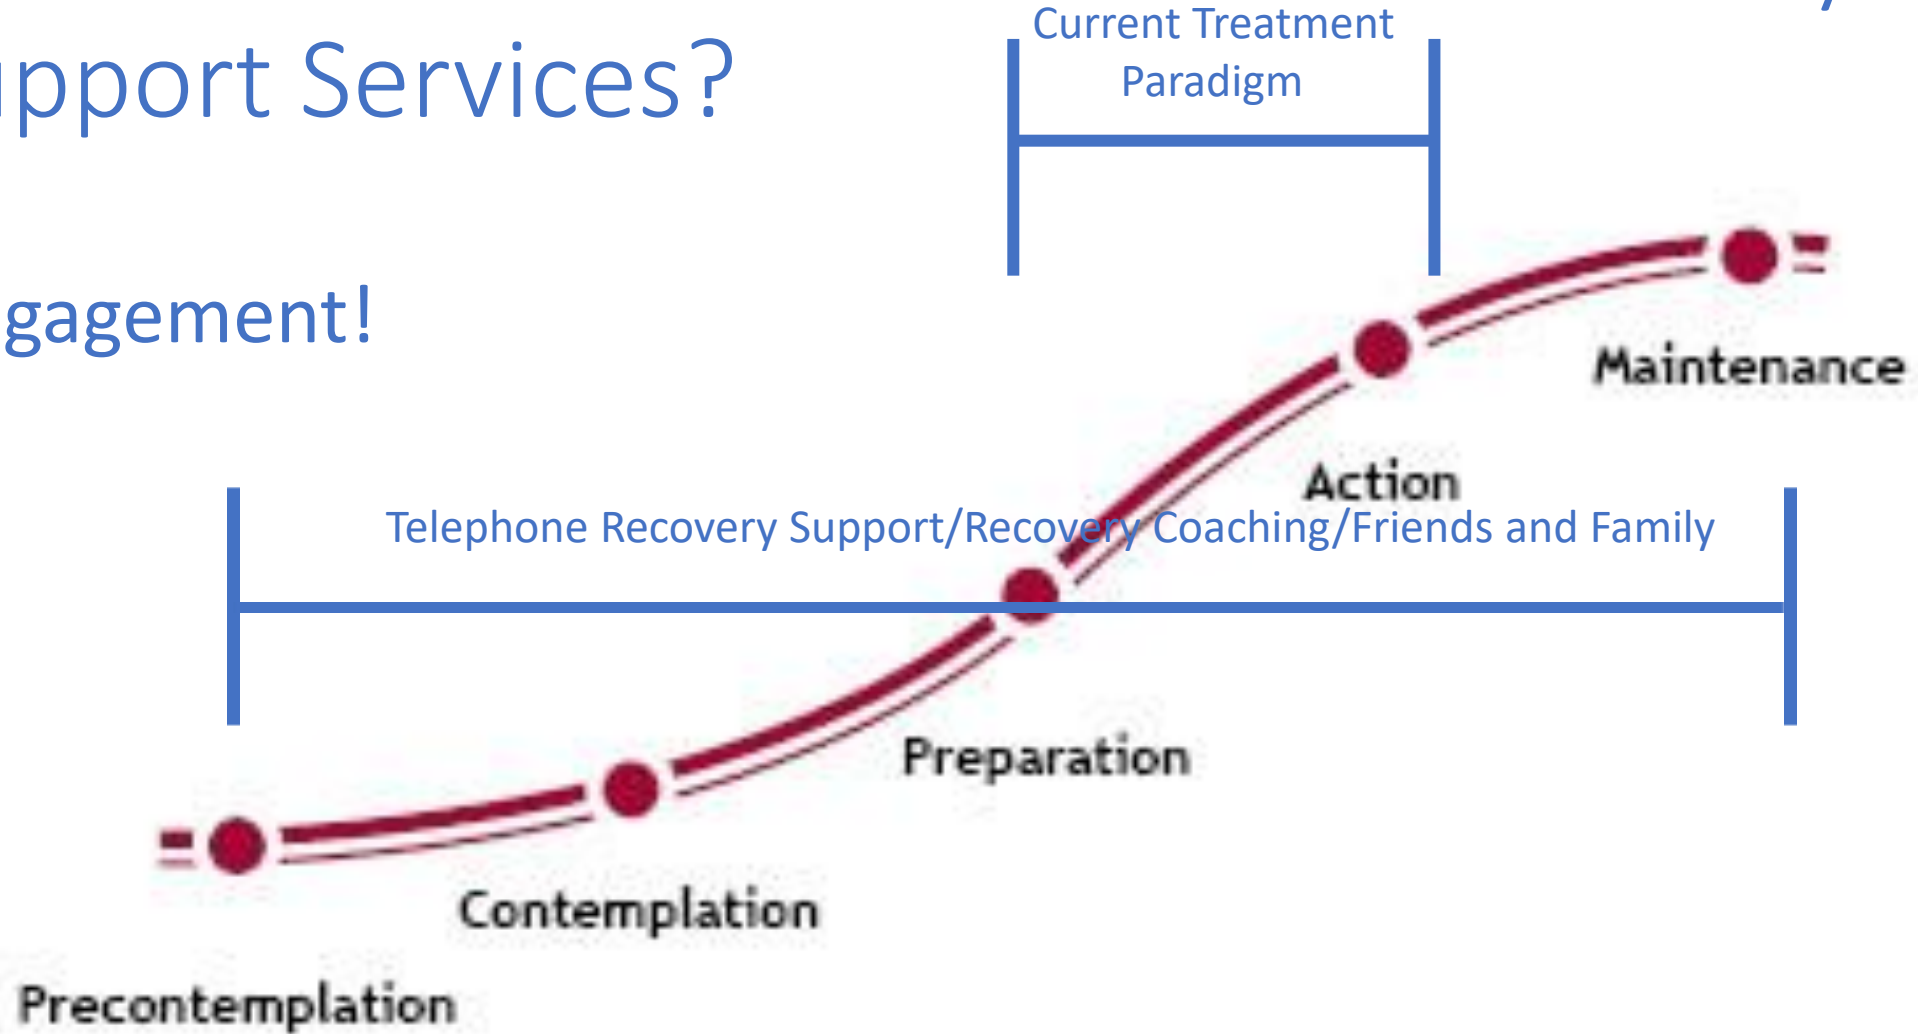 Current Treatment
Paradigm
pport Services?
gagement!
Maintenance
Action
Telephone Recovery Support/Recovery Coaching/Friends and Family
Preparation
Contemplation
Precontemplation